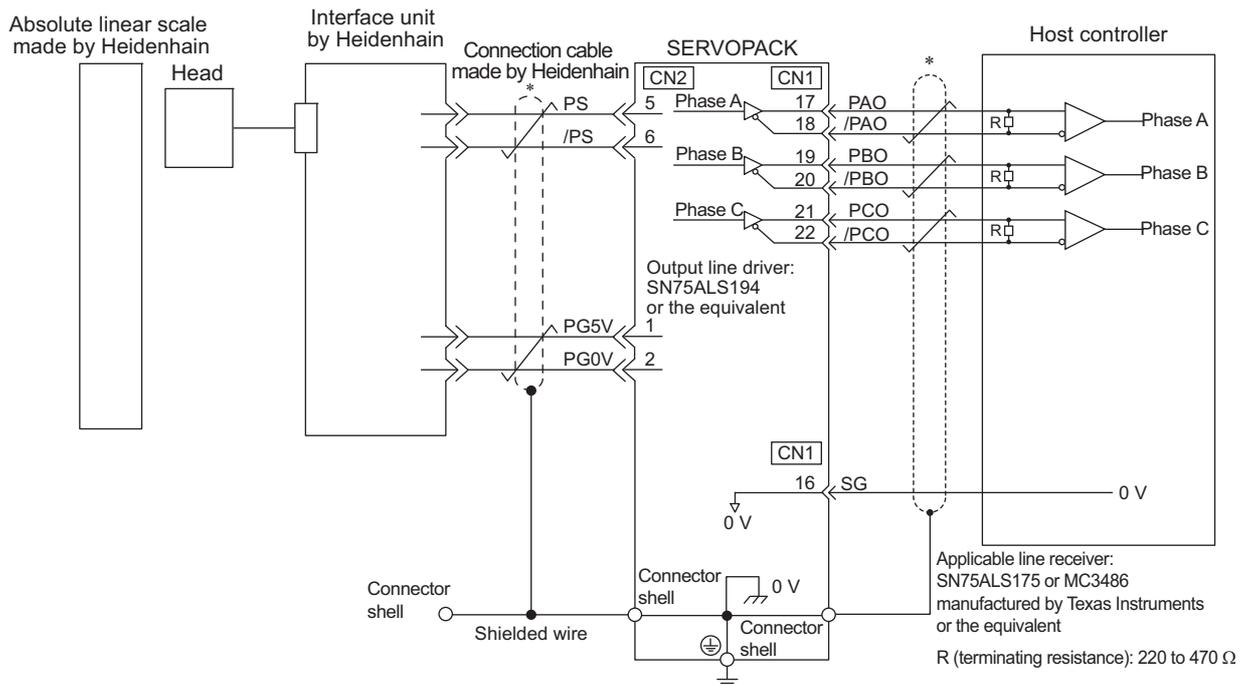 Absolute linear scale
made by Heidenhain
Head
Interface unit
by Heidenhain
Connection cable
made by Heidenhain
*
PS
/PS
PG5V
PG0V
SERVOPACK
CN2
CN1
5
6
1
2
Phase A
Phase B
Phase C
17
18
19
20
21
22
PAO
/PAO
PBO
/PBO
PCO
/PCO
*
Host controller
R
R
R
Phase A
Phase B
Phase C
Output line driver:
SN75ALS194
or the equivalent
CN1
16
SG
0 V
0 V
Connector
shell
Shielded wire
Connector
shell
0 V
Connector
shell
Applicable line receiver:
SN75ALS175 or MC3486
manufactured by Texas Instruments
or the equivalent
R (terminating resistance): 220 to 470 Ω